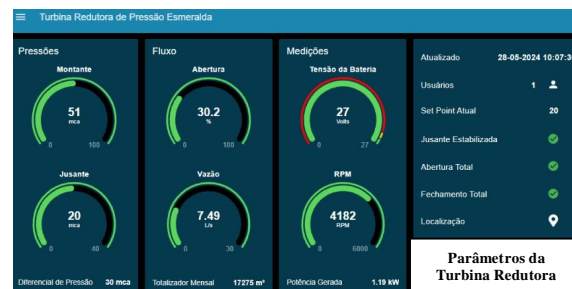 Turbina Redutora de Pressão Esmeralda
Pressões
Montante
51
mca
0 100
Jusante
20
mca
0 40
Diferencial de Pressão 30 mca
Fluxo
Abertura
30.2
%
0 100
Vazão
7.49
L/s
0 30
Totalizador Mensal 17275 m³
Medições
Tensão da Bateria
27
Volts
0 27
RPM
4182
RPM
0 6000
Potência Gerada 1.19 kW
Atualizado 28-05-2024 10:07:3
Usuários 1
Set Point Atual 20
Jusante Estabilizada
Abertura Total
Fechamento Total
Localização
Parâmetros da
Turbina Redutora